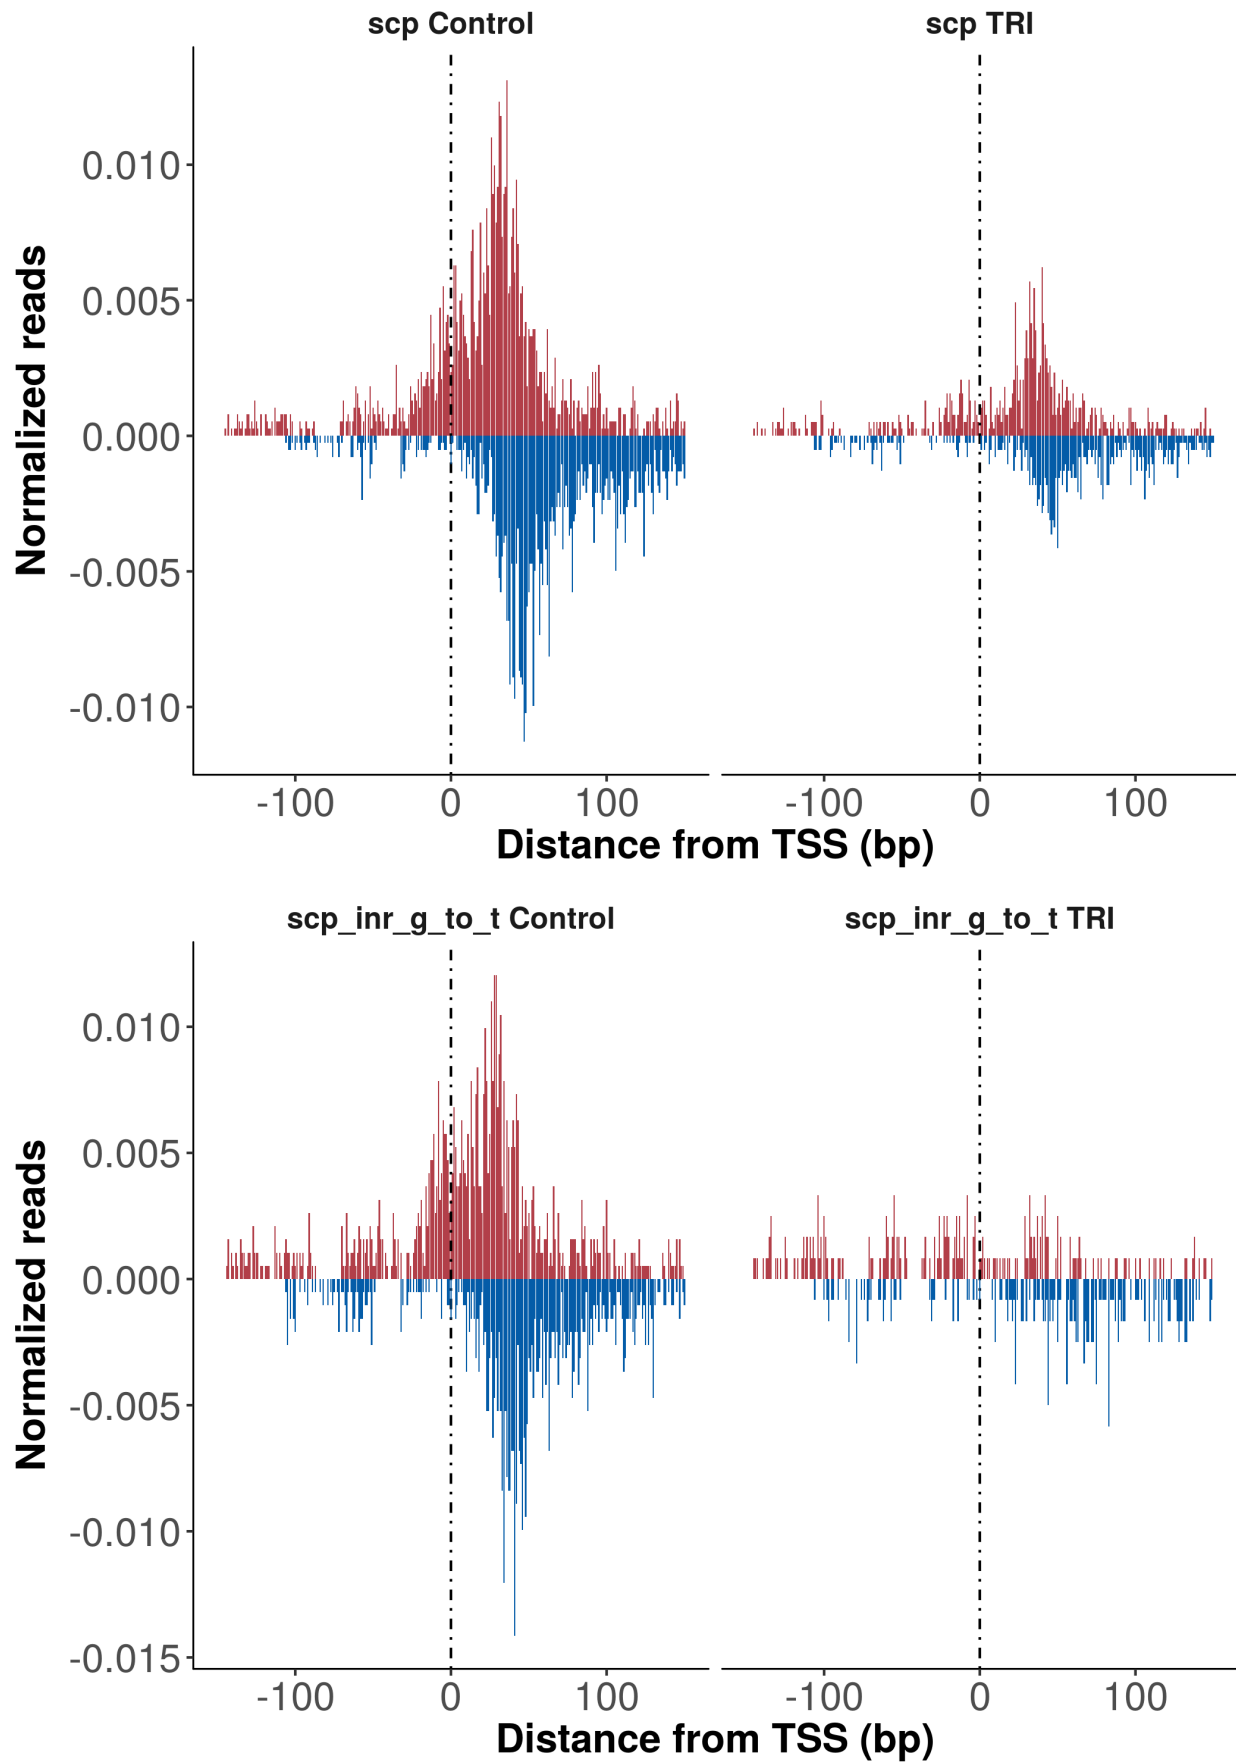 scp Control
scp TRI
Normalized reads
0.010
0.005
0.000
-0.005
-0.010
-100 0 100
-100 0 100
Distance from TSS (bp)
scp_inr_g_to_t Control
scp_inr_g_to_t TRI
Normalized reads
0.010
0.005
0.000
-0.005
-0.010
-0.015
-100 0 100
-100 0 100
Distance from TSS (bp)